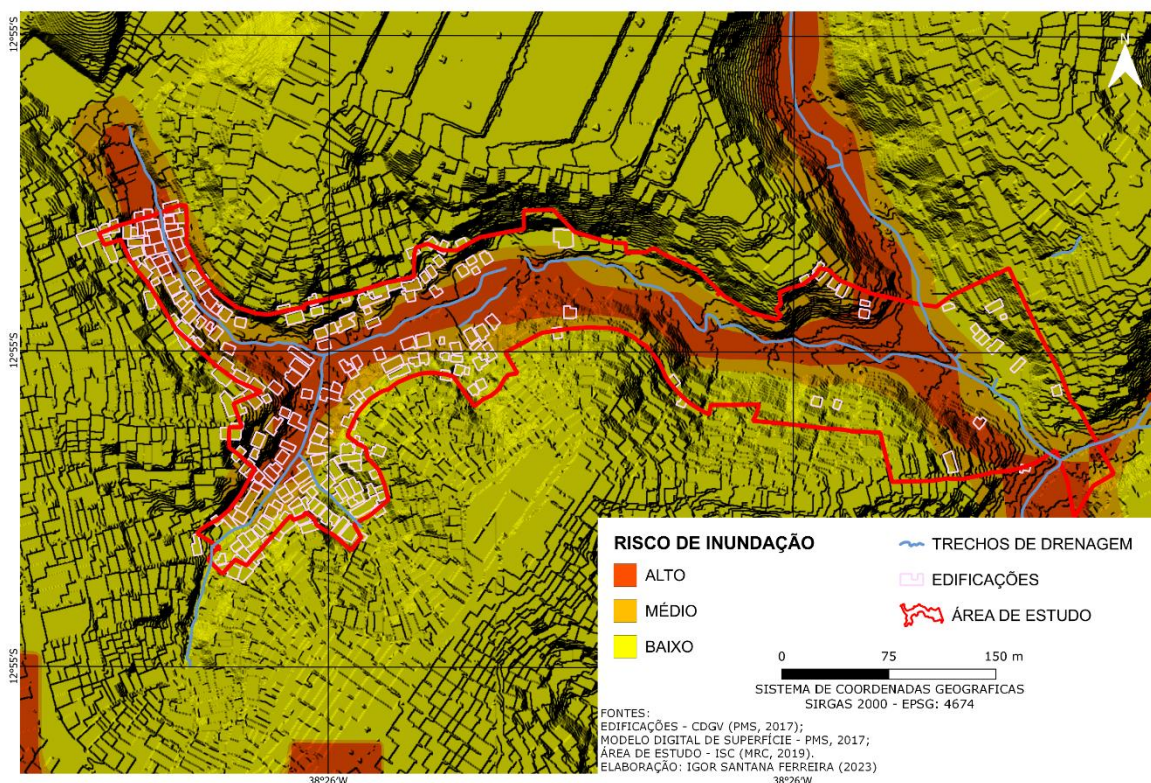 12°55'S
N
12°55'S
12°55'S
RISCO DE INUNDAÇÃO
ALTO
MÉDIO
BAIXO
TRECHOS DE DRENAGEM
EDIFICAÇÕES
ÁREA DE ESTUDO
0 75 150 m
SISTEMA DE COORDENADAS GEOGRAFICAS
SIRGAS 2000 - EPSG: 4674
FONTES:
EDIFICAÇÕES - CDGV (PMS, 2017);
MODELO DIGITAL DE SUPERFÍCIE - PMS, 2017;
ÁREA DE ESTUDO - ISC (MRC, 2019).
ELABORAÇÃO: IGOR SANTANA FERREIRA (2023)
38°26'W 38°26'W